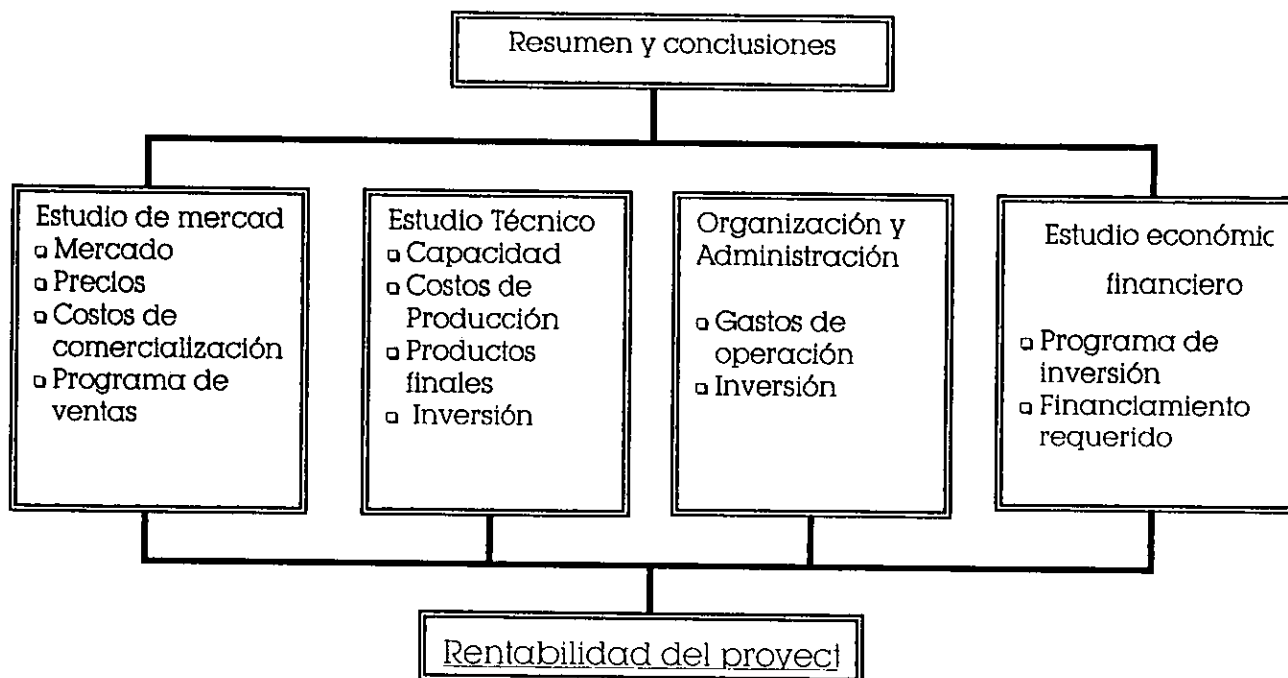 Resumen y conclusiones
Estudio de mercad
▫ Mercado
▫ Precios
▫ Costos de
comercialización
▫ Programa de
ventas
Estudio Técnico
▫ Capacidad
▫ Costos de
Producción
▫ Productos
finales
▫ Inversión
Organización y
Administración
▫ Gastos de
operación
▫ Inversión
Estudio económic
financiero
▫ Programa de
inversión
▫ Financiamiento
requerido
Rentabilidad del proyect